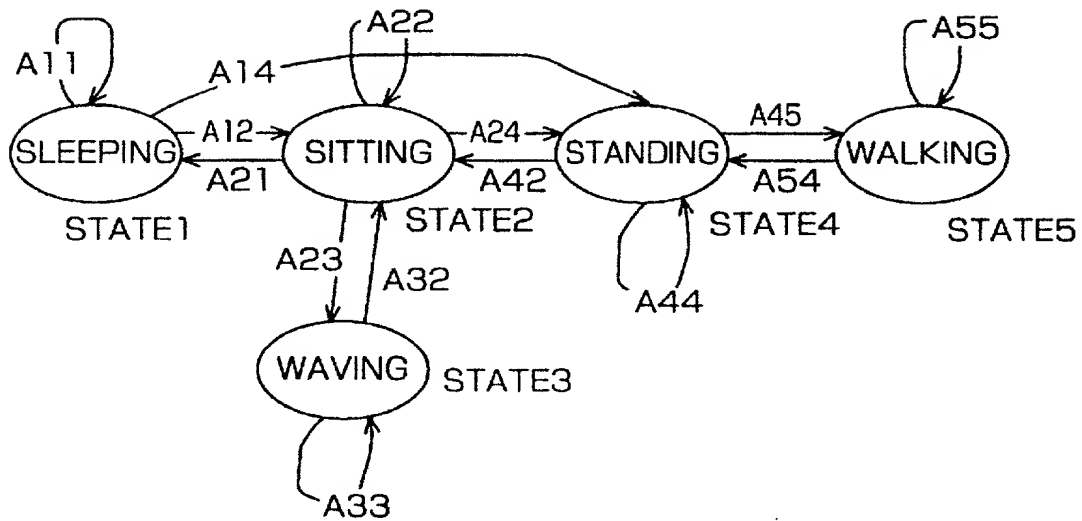 A22
A55
A11
A14
A12
A24
A45
SLEEPING
SITTING
STANDING
WALKING
A21
A42
A54
STATE1
STATE2
STATE4
STATE5
A23
A32
A44
WAVING
STATE3
A33